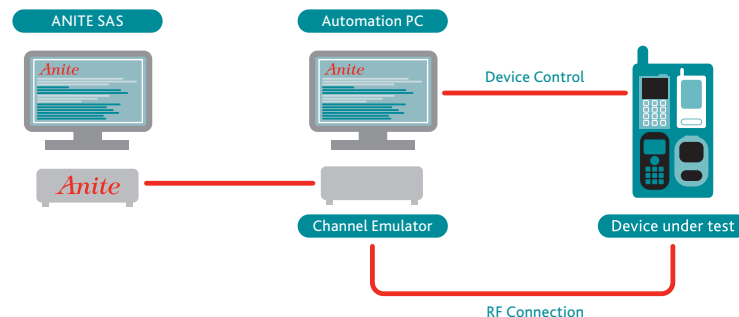 ANITE SAS
Automation PC
Anite
Anite
Device Control
Anite
Channel Emulator
Device under test
RF Connection